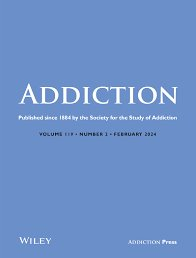 ADDICTION
Published since 1884 by the Society for the Study of Addiction
VOLUME 119 • NUMBER 2 • FEBRUARY 2024
WILEY
ADDICTION Press